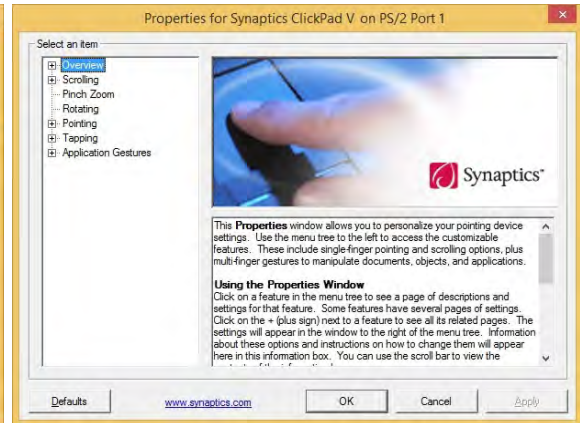 Properties for Synaptics ClickPad V on PS/2 Port 1
Select an item
Overview
Scrolling
Pinch Zoom
Rotating
Pointing
Tapping
Application Gestures
Synaptics™
This Properties window allows you to personalize your pointing device
settings. Use the menu tree to the left to access the customizable
features. These include single-finger pointing and scrolling options, plus
multi-finger gestures to manipulate documents, objects, and applications.
Using the Properties Window
Click on a feature in the menu tree to see a page of descriptions and
settings for that feature. Some features have several pages of settings.
Click on the + (plus sign) next to a feature to see all its related pages. The
settings will appear in the window to the right of the menu tree. Information
about these options and instructions on how to change them will appear
here in this information box. You can use the scroll bar to view the
Defaults
www.synaptics.com
OK
Cancel
Apply